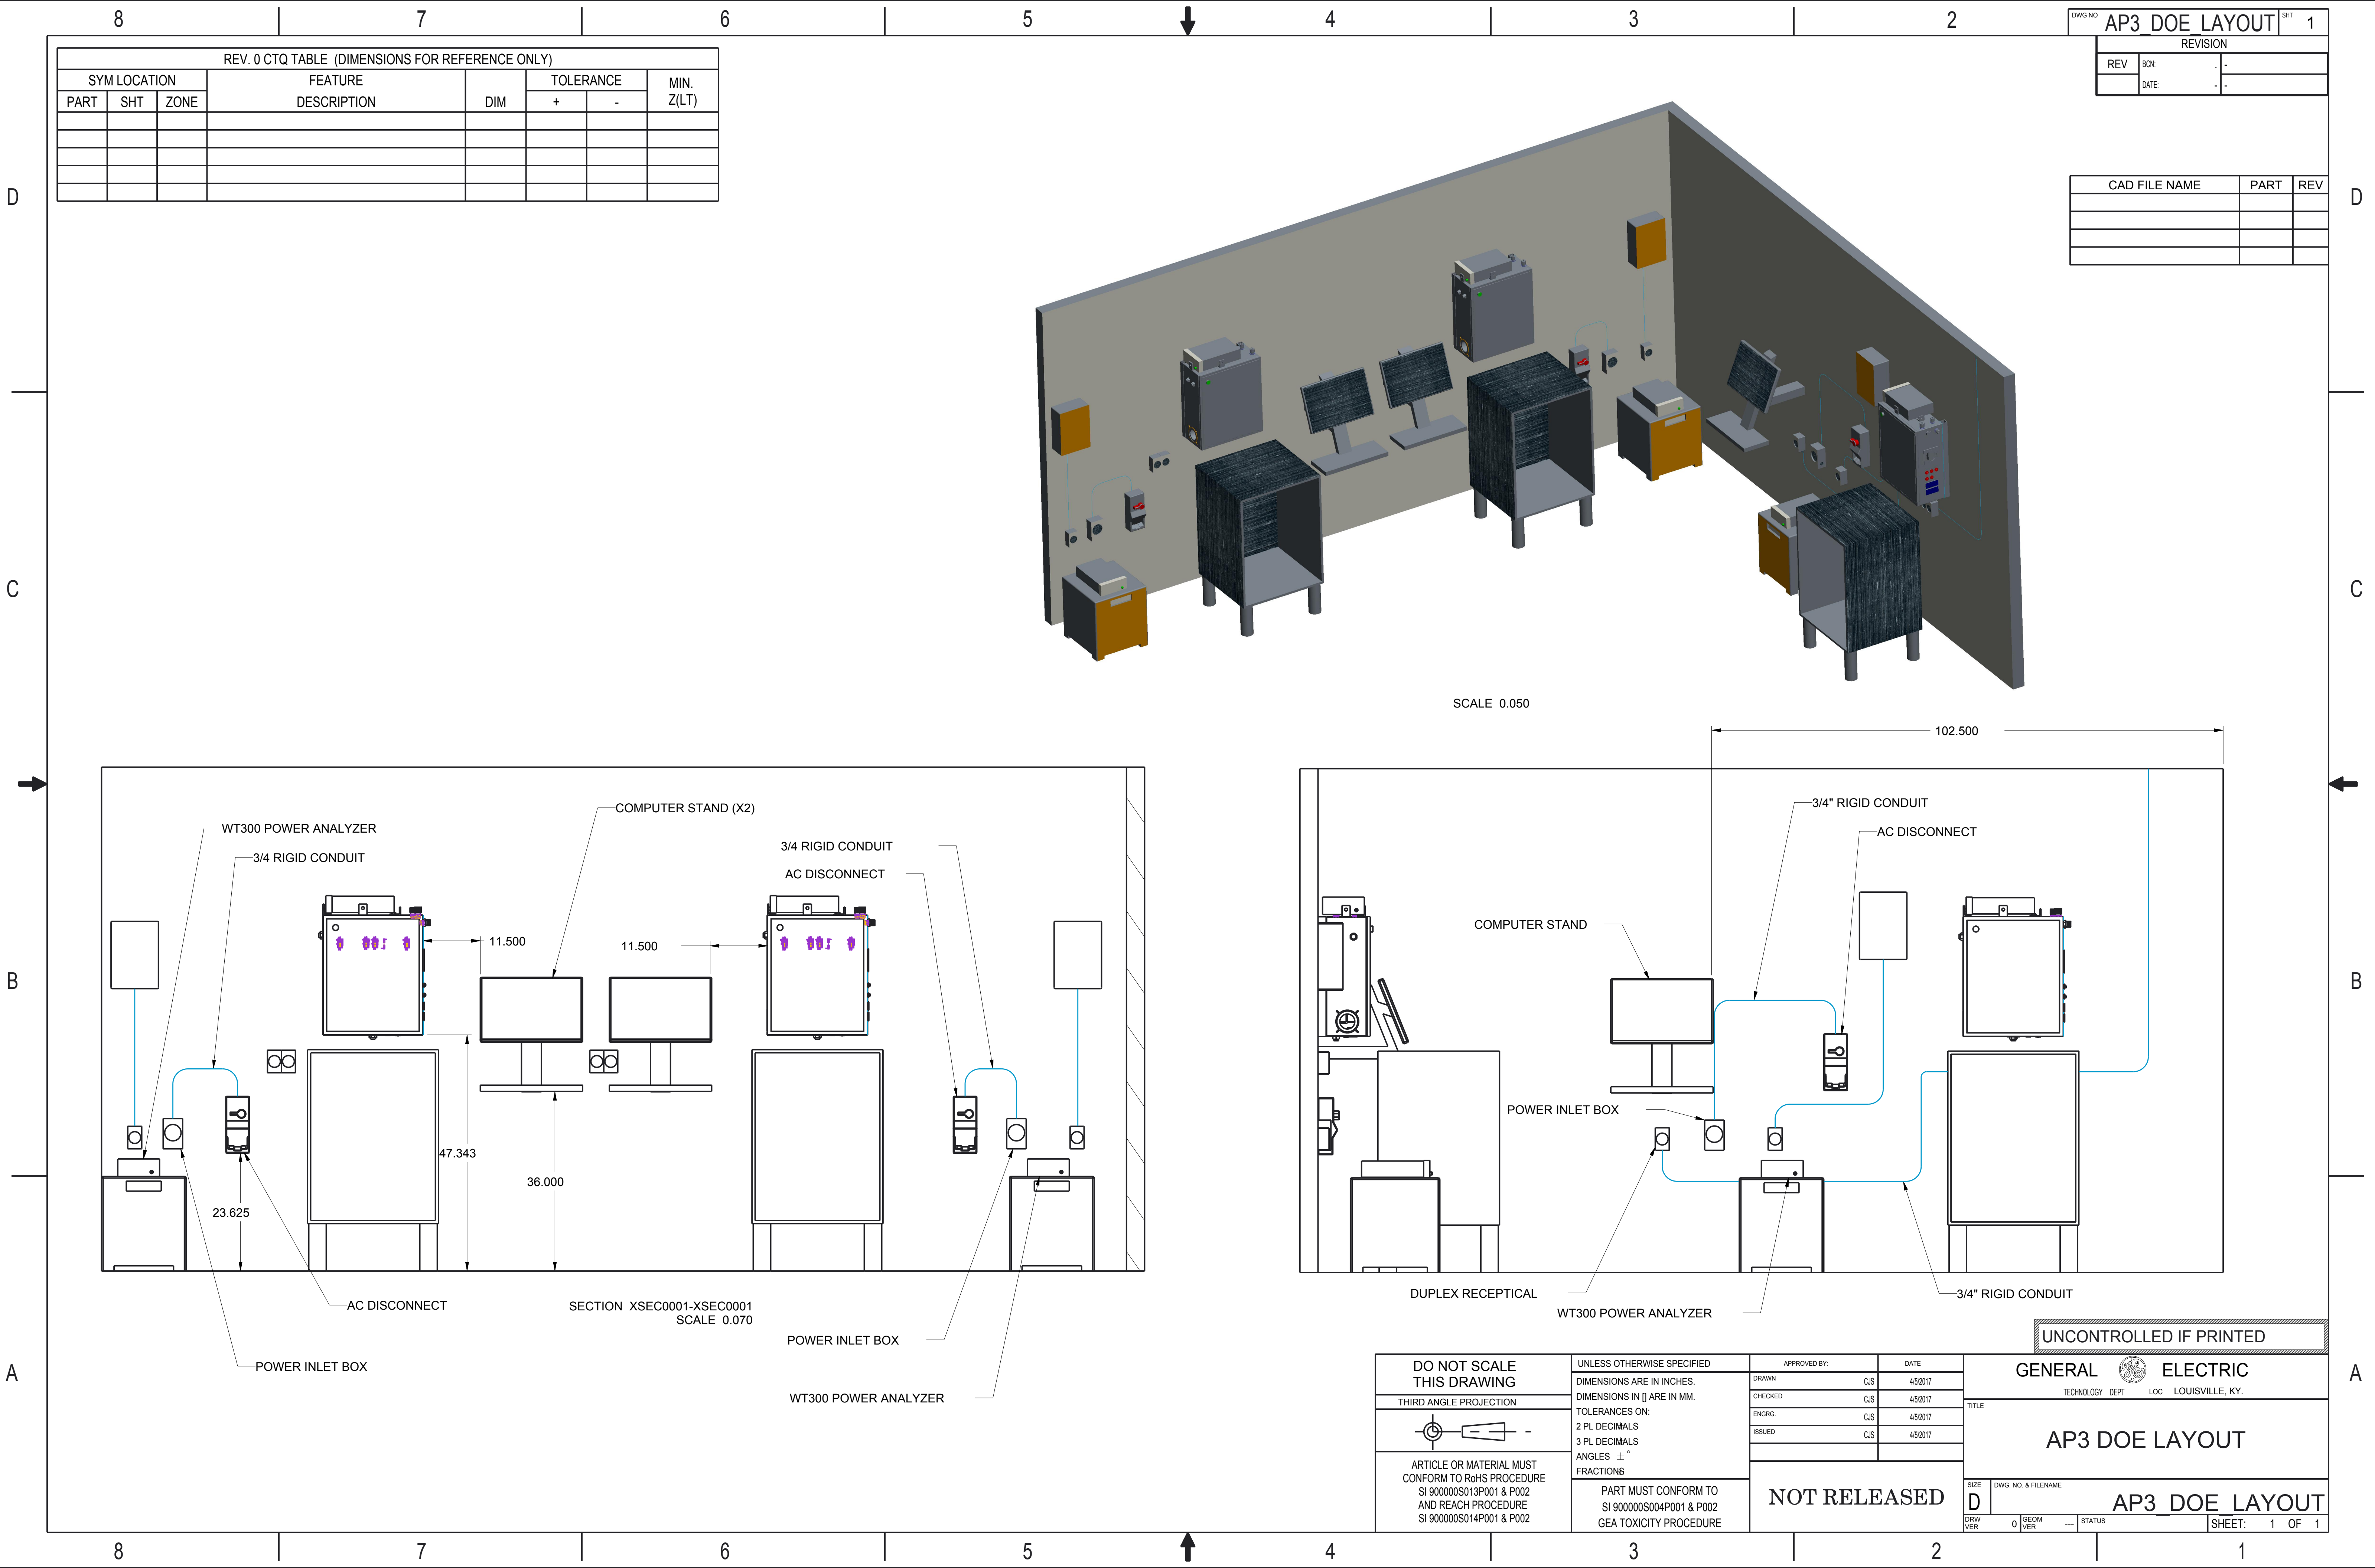 8 7 6 5 4 3 2
DWG NO AP3_DOE_LAYOUT SHT 1
REVISION
REV BCN: . -
DATE: - -
REV. 0 CTQ TABLE (DIMENSIONS FOR REFERENCE ONLY)
SYM LOCATION FEATURE TOLERANCE MIN.
PART SHT ZONE DESCRIPTION DIM + - Z(LT)
CAD FILE NAME PART REV
D D
C C
SCALE 0.050
102.500
COMPUTER STAND (X2)
WT300 POWER ANALYZER
3/4 RIGID CONDUIT
3/4 RIGID CONDUIT
AC DISCONNECT
11.500
11.500
47.343
36.000
23.625
AC DISCONNECT
POWER INLET BOX
SECTION XSEC0001-XSEC0001
SCALE 0.070
POWER INLET BOX
WT300 POWER ANALYZER
3/4" RIGID CONDUIT
AC DISCONNECT
COMPUTER STAND
POWER INLET BOX
DUPLEX RECEPTICAL
WT300 POWER ANALYZER
3/4" RIGID CONDUIT
B B
A A
UNCONTROLLED IF PRINTED
DO NOT SCALE
THIS DRAWING
THIRD ANGLE PROJECTION
ARTICLE OR MATERIAL MUST
CONFORM TO RoHS PROCEDURE
SI 900000S013P001 & P002
AND REACH PROCEDURE
SI 900000S014P001 & P002
UNLESS OTHERWISE SPECIFIED
DIMENSIONS ARE IN INCHES.
DIMENSIONS IN [] ARE IN MM.
TOLERANCES ON:
2 PL DECIMALS
3 PL DECIMALS
ANGLES ± °
FRACTIONS
PART MUST CONFORM TO
SI 900000S004P001 & P002
GEA TOXICITY PROCEDURE
APPROVED BY: DATE
DRAWN CJS 4/5/2017
CHECKED CJS 4/5/2017
ENGRG. CJS 4/5/2017
ISSUED CJS 4/5/2017
NOT RELEASED
GENERAL ELECTRIC
TECHNOLOGY DEPT LOC LOUISVILLE, KY.
TITLE
AP3 DOE LAYOUT
SIZE D DWG. NO. & FILENAME
AP3_DOE_LAYOUT
DRW VER 0 GEOM VER --- STATUS SHEET: 1 OF 1
8 7 6 5 4 3 2 1